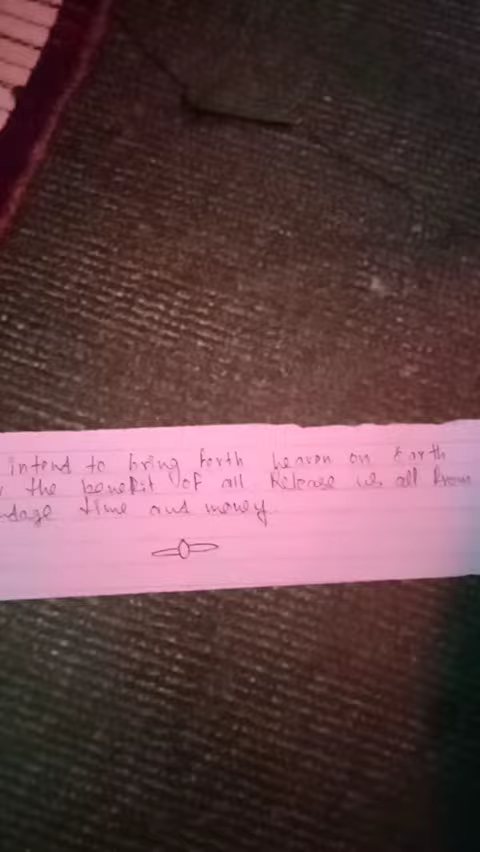 intend to bring forth heaven on Earth
the benefit of all Release us all from
ndage time and money